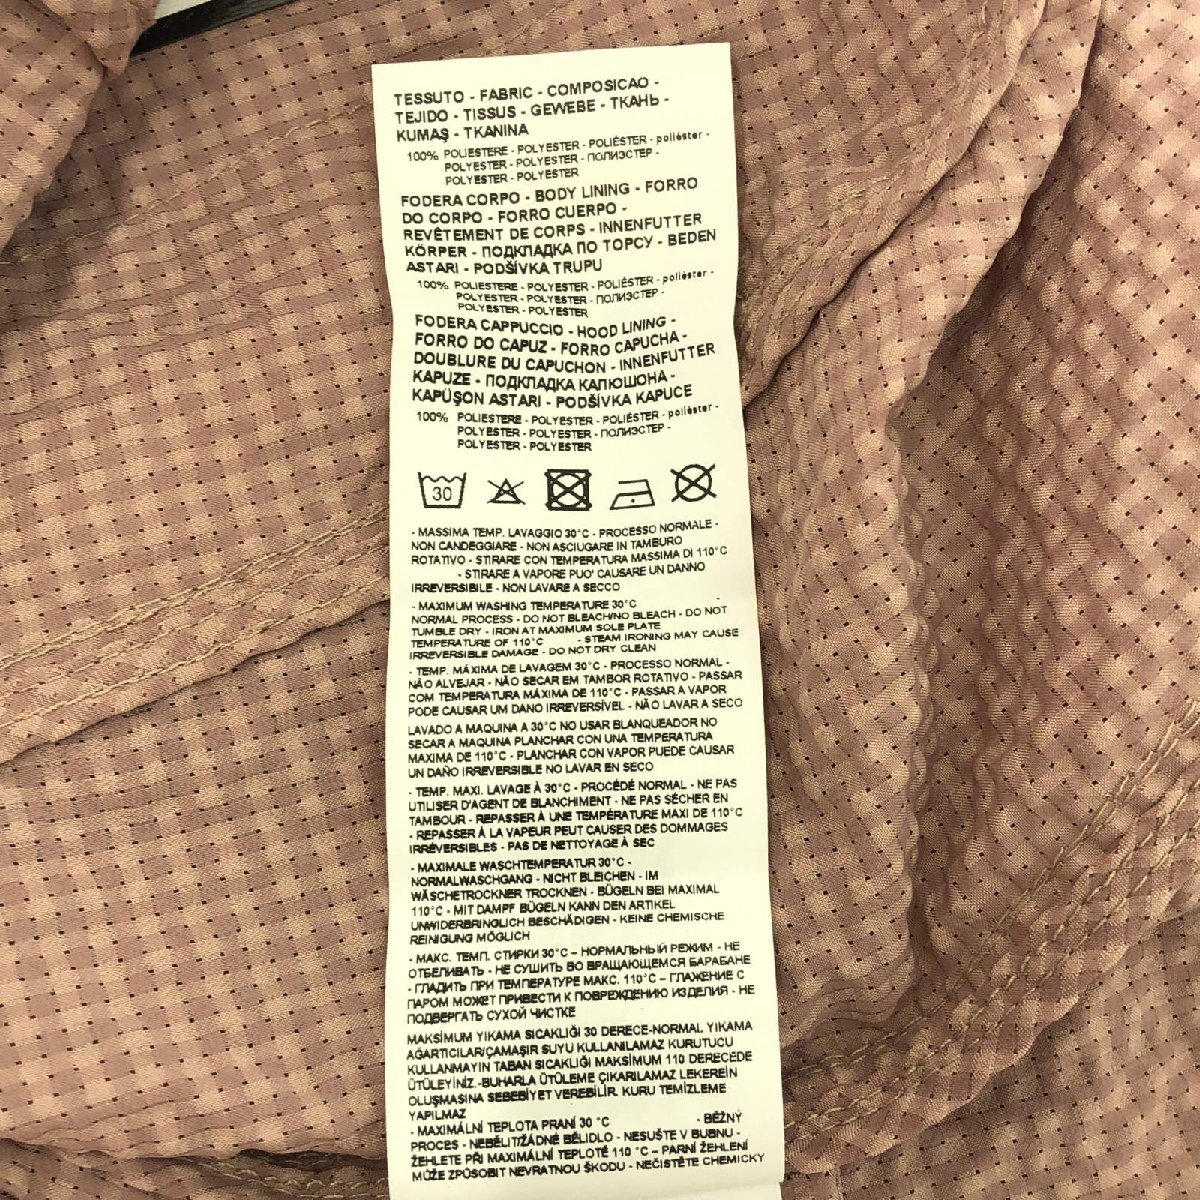 TESSUTO - FABRIC - COMPOSICAO -
TEJIDO - TISSUS - GEWEBE - ТКАНЬ -
KUMAŞ - TKANINA
100% POLIESTERE - POLYESTER - POLIÉSTER - poliéster -
POLYESTER - POLYESTER - ПОЛИЭСТЕР -
POLYESTER - POLYESTER
FODERA CORPO - BODY LINING - FORRO
DO CORPO - FORRO CUERPO -
REVÊTEMENT DE CORPS - INNENFUTTER
KÖRPER - ПОДКЛАДКА ПО ТОРСУ - BEDEN
ASTARI - PODŠÍVKA TRUPU
100% POLIESTERE - POLYESTER - POLIÉSTER - poliéster -
POLYESTER - POLYESTER - ПОЛИЭСТЕР -
POLYESTER - POLYESTER
FODERA CAPPUCCIO - HOOD LINING -
FORRO DO CAPUZ - FORRO CAPUCHA -
DOUBLURE DU CAPUCHON - INNENFUTTER
KAPUZE - ПОДКЛАДКА КАПЮШОНА -
KAPÜŞON ASTARI - PODŠÍVKA KAPUCE
100% POLIESTERE - POLYESTER - POLIÉSTER - poliéster -
POLYESTER - POLYESTER - ПОЛИЭСТЕР -
POLYESTER - POLYESTER
30
- MASSIMA TEMP. LAVAGGIO 30°C - PROCESSO NORMALE -
NON CANDEGGIARE - NON ASCIUGARE IN TAMBURO
ROTATIVO - STIRARE CON TEMPERATURA MASSIMA DI 110°C
- STIRARE A VAPORE PUO' CAUSARE UN DANNO
IRREVERSIBILE - NON LAVARE A SECCO
- MAXIMUM WASHING TEMPERATURE 30°C -
NORMAL PROCESS - DO NOT BLEACH/NO BLEACH - DO NOT
TUMBLE DRY - IRON AT MAXIMUM SOLE PLATE
TEMPERATURE OF 110°C - STEAM IRONING MAY CAUSE
IRREVERSIBLE DAMAGE - DO NOT DRY CLEAN
- TEMP. MÁXIMA DE LAVAGEM 30°C - PROCESSO NORMAL -
NÃO ALVEJAR - NÃO SECAR EM TAMBOR ROTATIVO - PASSAR
COM TEMPERATURA MÁXIMA DE 110°C - PASSAR A VAPOR
PODE CAUSAR UM DANO IRREVERSÍVEL - NÃO LAVAR A SECO
LAVADO A MAQUINA A 30°C NO USAR BLANQUEADOR NO
SECAR A MAQUINA PLANCHAR CON UNA TEMPERATURA
MAXIMA DE 110°C - PLANCHAR CON VAPOR PUEDE CAUSAR
UN DAÑO IRREVERSIBLE NO LAVAR EN SECO
- TEMP. MAXI. LAVAGE À 30°C - PROCÉDÉ NORMAL - NE PAS
UTILISER D'AGENT DE BLANCHIMENT - NE PAS SÉCHER EN
TAMBOUR - REPASSER À UNE TEMPÉRATURE MAXI DE 110°C
- REPASSER À LA VAPEUR PEUT CAUSER DES DOMMAGES
IRRÉVERSIBLES - PAS DE NETTOYAGE À SEC
- MAXIMALE WASCHTEMPERATUR 30°C -
NORMALWASCHGANG - NICHT BLEICHEN - IM
WÄSCHETROCKNER TROCKNEN - BÜGELN BEI MAXIMAL
110°C - MIT DAMPF BÜGELN KANN DEN ARTIKEL
UNWIDERBRINGLICH BESCHÄDIGEN - KEINE CHEMISCHE
REINIGUNG MÖGLICH
- МАКС. ТЕМП. СТИРКИ 30°C – НОРМАЛЬНЫЙ РЕЖИМ - НЕ
ОТБЕЛИВАТЬ - НЕ СУШИТЬ ВО ВРАЩАЮЩЕМСЯ БАРАБАНЕ
- ГЛАДИТЬ ПРИ ТЕМПЕРАТУРЕ МАКС. 110°C – ГЛАЖЕНИЕ С
ПАРОМ МОЖЕТ ПРИВЕСТИ К ПОВРЕЖДЕНИЮ ИЗДЕЛИЯ - НЕ
ПОДВЕРГАТЬ СУХОЙ ЧИСТКЕ
MAKSİMUM YIKAMA SICAKLIĞI 30 DERECE-NORMAL YIKAMA
AĞARTICILAR/ÇAMAŞIR SUYU KULLANILAMAZ KURUTUCU
KULLANMAYIN TABAN SICAKLIĞI MAKSİMUM 110 DERECEDE
ÜTÜLEYİNİZ.-BUHARLA ÜTÜLEME ÇIKARILAMAZ LEKERELİN
OLUŞMASINA SEBEBİYET VEREBİLİR. KURU TEMİZLEME
YAPILMAZ
- MAXIMÁLNÍ TEPLOTA PRANÍ 30 °C - BĚŽNÝ
PROCES - NEBĚLIT/ŽÁDNÉ BĚLIDLO - NESUŠTE V BUBNU -
ŽEHLETE PŘI MAXIMÁLNÍ TEPLOTĚ 110 °C – PARNÍ ŽEHLENÍ
MŮŽE ZPŮSOBIT NEVRATNOU ŠKODU - NEČISTĚTE CHEMICKY